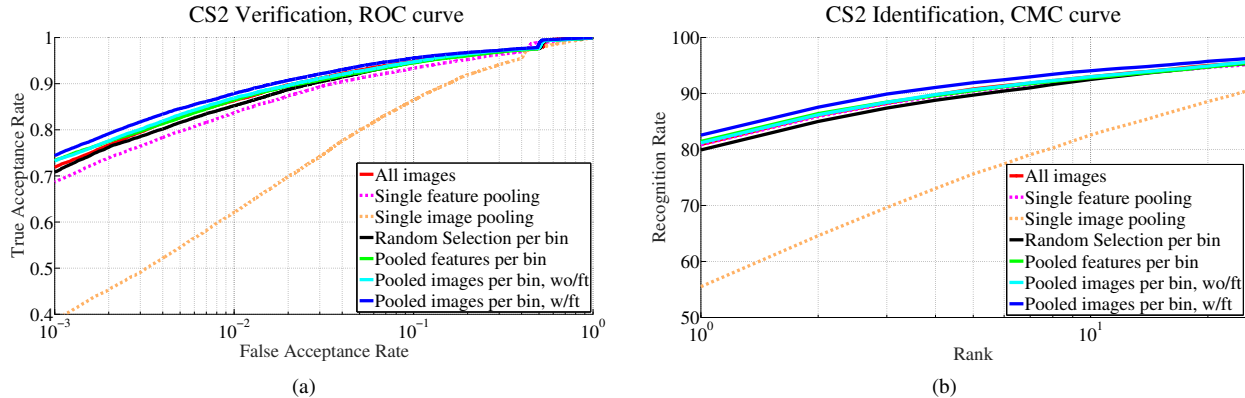 CS2 Verification, ROC curve
1
0.9
0.8
0.7
0.6
0.5
0.4
True Acceptance Rate
All images
Single feature pooling
Single image pooling
Random Selection per bin
Pooled features per bin
Pooled images per bin, wo/ft
Pooled images per bin, w/ft
10⁻³
10⁻²
10⁻¹
10⁰
False Acceptance Rate
(a)
CS2 Identification, CMC curve
100
90
80
70
60
50
Recognition Rate
All images
Single feature pooling
Single image pooling
Random Selection per bin
Pooled features per bin
Pooled images per bin, wo/ft
Pooled images per bin, w/ft
10⁰
10¹
Rank
(b)